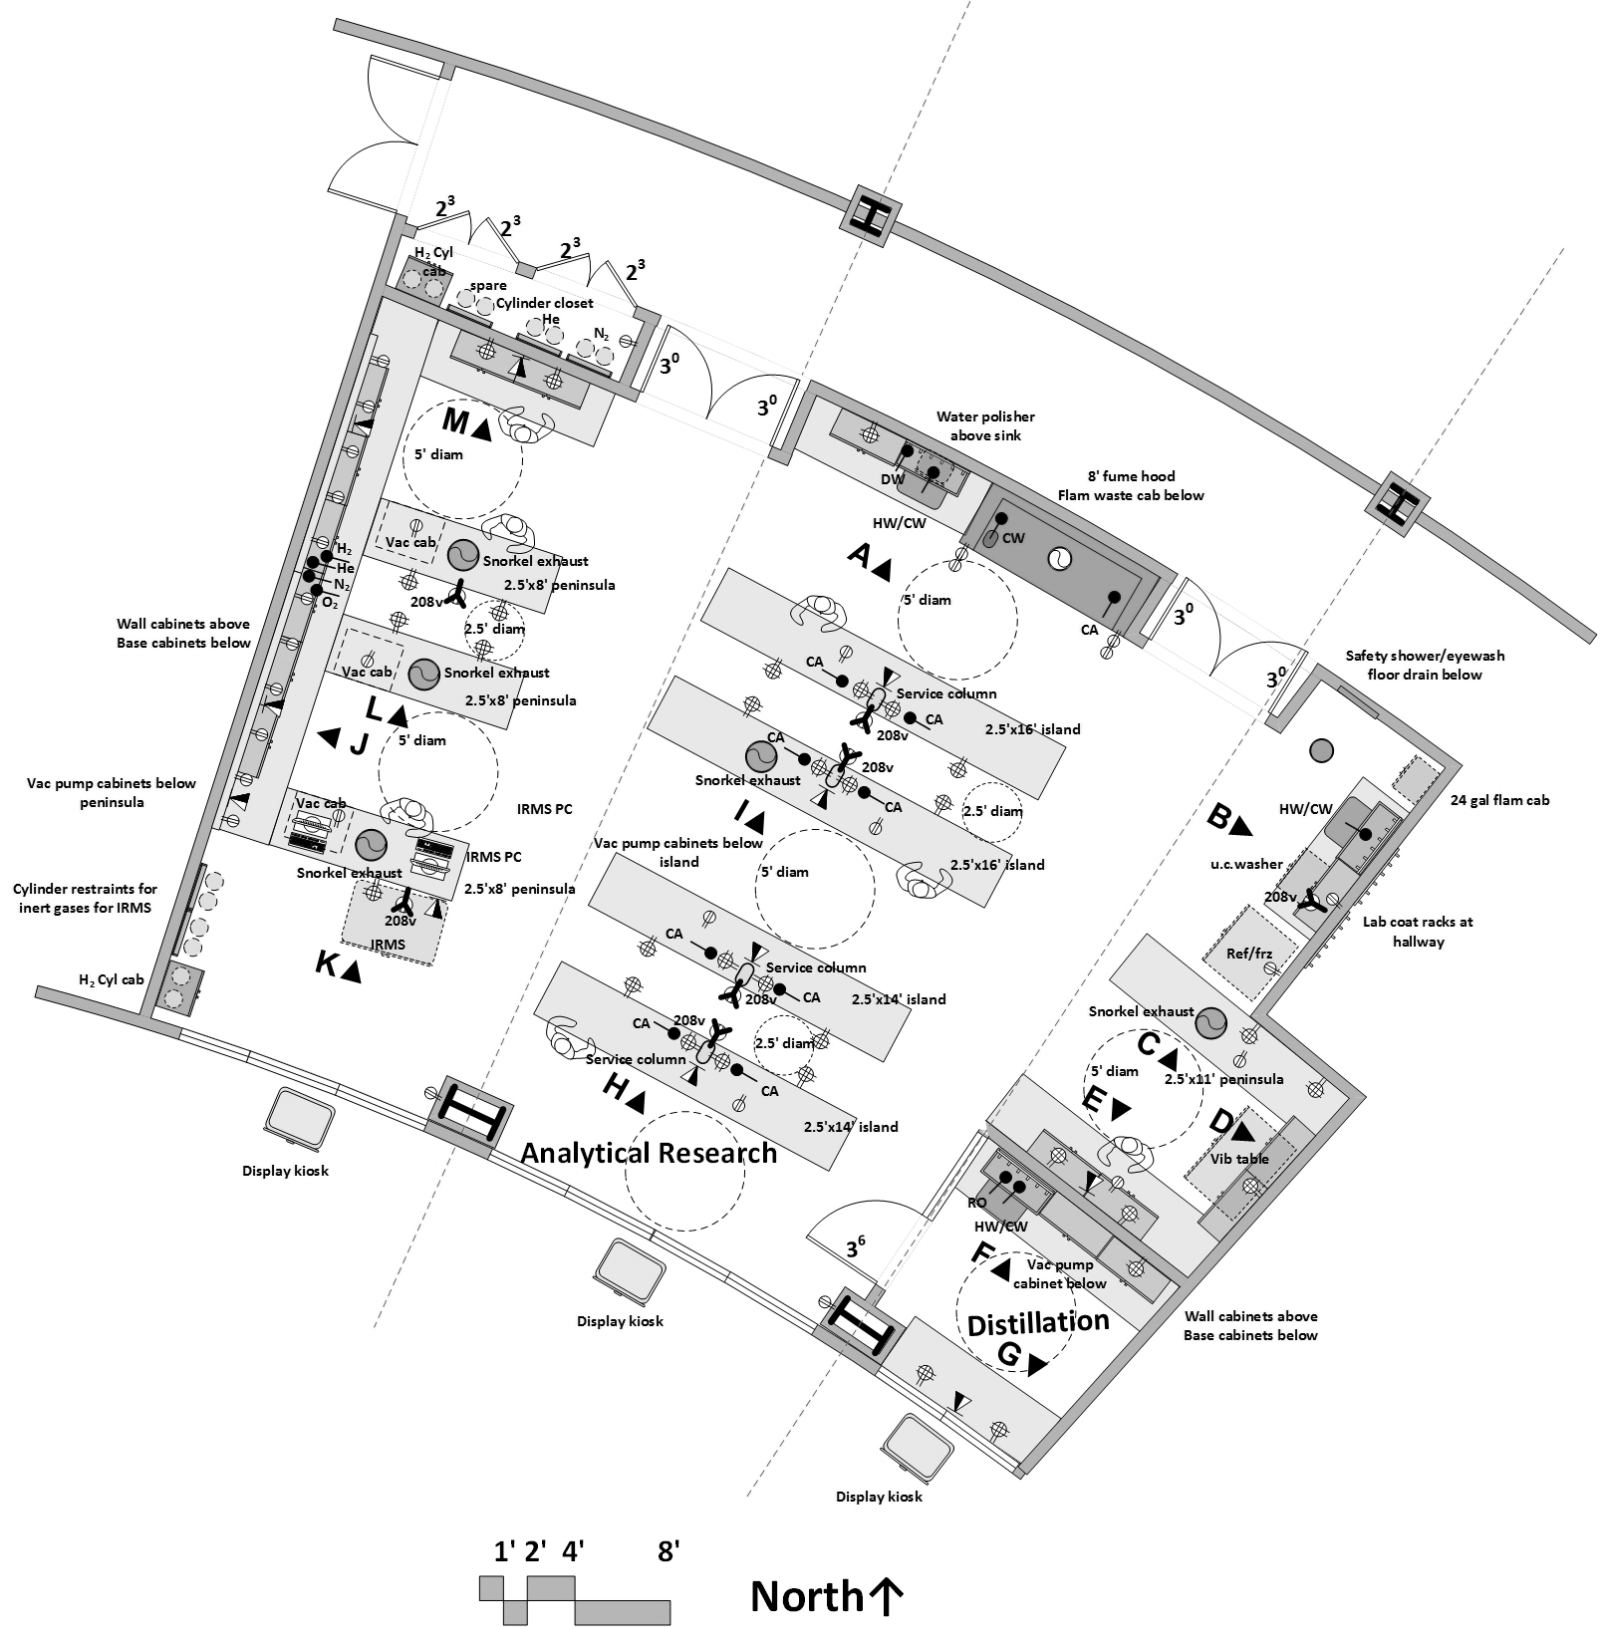 2³
2³
2³
2³
H₂ Cyl
cab
spare
Cylinder closet
He
N₂
3⁰
3⁰
M
5' diam
Water polisher
above sink
DW
8' fume hood
Flam waste cab below
HW/CW
CW
A
Vac cab
Snorkel exhaust
2.5'x8' peninsula
H₂
He
N₂
O₂
208v
5' diam
3⁰
CA
Wall cabinets above
Base cabinets below
2.5' diam
Vac cab
Snorkel exhaust
2.5'x8' peninsula
CA
Service column
CA
208v
2.5'x16' island
3⁰
Safety shower/eyewash
floor drain below
L
J
5' diam
CA
208v
Snorkel exhaust
CA
Vac pump cabinets below
peninsula
Vac cab
IRMS PC
I
2.5' diam
B
HW/CW
24 gal flam cab
Vac pump cabinets below
island
IRMS PC
Snorkel exhaust
2.5'x8' peninsula
5' diam
2.5'x16' island
u.c.washer
208v
Cylinder restraints for
inert gases for IRMS
208v
IRMS
Lab coat racks at
hallway
CA
K
H₂ Cyl cab
Service column
208v
CA
2.5'x14' island
Ref/frz
CA
208v
2.5' diam
Service column
Snorkel exhaust
C
H
CA
5' diam
2.5'x11' peninsula
E
D
2.5'x14' island
Analytical Research
Vib table
Display kiosk
RO
HW/CW
3⁶
F
Vac pump
cabinet below
Distillation
G
Wall cabinets above
Base cabinets below
Display kiosk
Display kiosk
1' 2' 4' 8'
North↑